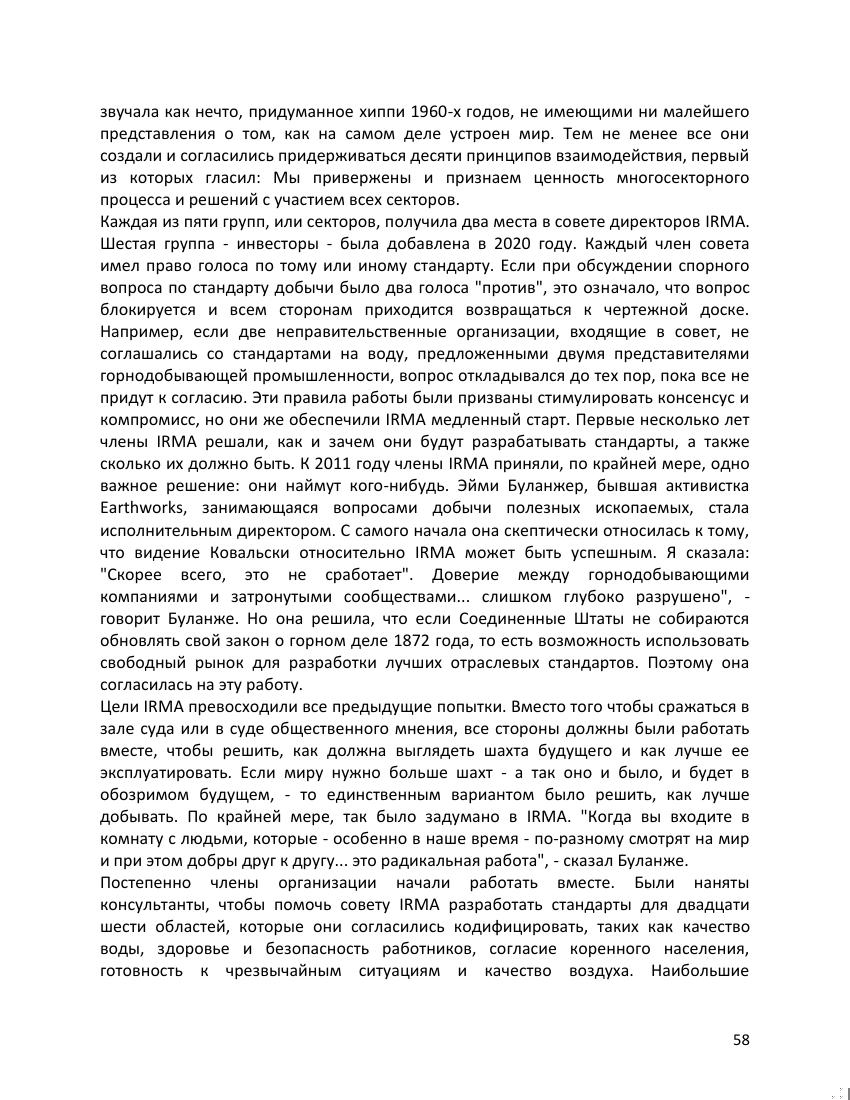 звучала как нечто, придуманное хиппи 1960-х годов, не имеющими ни малейшего
представления о том, как на самом деле устроен мир. Тем не менее все они
создали и согласились придерживаться десяти принципов взаимодействия, первый
из которых гласил: Мы привержены и признаем ценность многосекторного
процесса и решений с участием всех секторов.
Каждая из пяти групп, или секторов, получила два места в совете директоров IRMA.
Шестая группа - инвесторы - была добавлена в 2020 году. Каждый член совета
имел право голоса по тому или иному стандарту. Если при обсуждении спорного
вопроса по стандарту добычи было два голоса "против", это означало, что вопрос
блокируется и всем сторонам приходится возвращаться к чертежной доске.
Например, если две неправительственные организации, входящие в совет, не
соглашались со стандартами на воду, предложенными двумя представителями
горнодобывающей промышленности, вопрос откладывался до тех пор, пока все не
придут к согласию. Эти правила работы были призваны стимулировать консенсус и
компромисс, но они же обеспечили IRMA медленный старт. Первые несколько лет
члены IRMA решали, как и зачем они будут разрабатывать стандарты, а также
сколько их должно быть. К 2011 году члены IRMA приняли, по крайней мере, одно
важное решение: они наймут кого-нибудь. Эйми Буланжер, бывшая активистка
Earthworks, занимающаяся вопросами добычи полезных ископаемых, стала
исполнительным директором. С самого начала она скептически относилась к тому,
что видение Ковальски относительно IRMA может быть успешным. Я сказала:
"Скорее всего, это не сработает". Доверие между горнодобывающими
компаниями и затронутыми сообществами... слишком глубоко разрушено", -
говорит Буланже. Но она решила, что если Соединенные Штаты не собираются
обновлять свой закон о горном деле 1872 года, то есть возможность использовать
свободный рынок для разработки лучших отраслевых стандартов. Поэтому она
согласилась на эту работу.
Цели IRMA превосходили все предыдущие попытки. Вместо того чтобы сражаться в
зале суда или в суде общественного мнения, все стороны должны были работать
вместе, чтобы решить, как должна выглядеть шахта будущего и как лучше ее
эксплуатировать. Если миру нужно больше шахт - а так оно и было, и будет в
обозримом будущем, - то единственным вариантом было решить, как лучше
добывать. По крайней мере, так было задумано в IRMA. "Когда вы входите в
комнату с людьми, которые - особенно в наше время - по-разному смотрят на мир
и при этом добры друг к другу... это радикальная работа", - сказал Буланже.
Постепенно члены организации начали работать вместе. Были наняты
консультанты, чтобы помочь совету IRMA разработать стандарты для двадцати
шести областей, которые они согласились кодифицировать, таких как качество
воды, здоровье и безопасность работников, согласие коренного населения,
готовность к чрезвычайным ситуациям и качество воздуха. Наибольшие
58